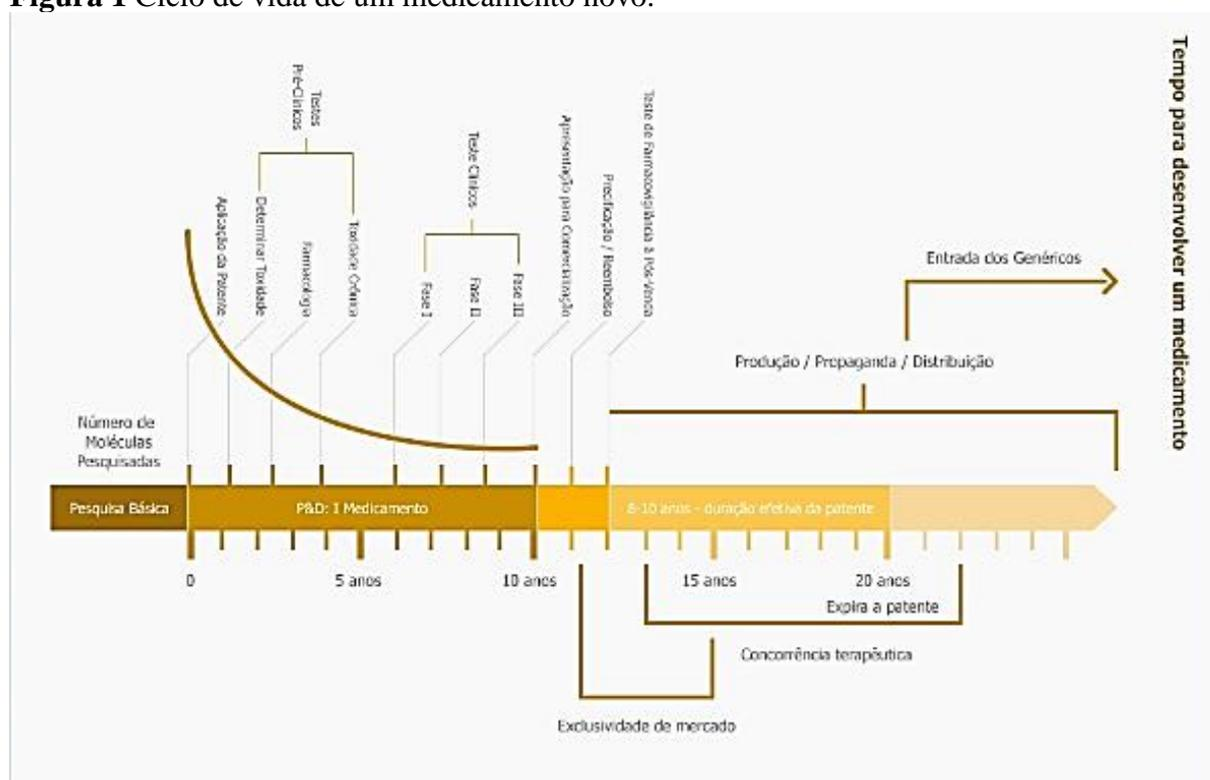 Figura 1 Ciclo de vida de um medicamento novo.
Tempo para desenvolver um medicamento
Testes
Pré-Clínicos
Teste Clínicos
Aplicação da Patente
Determinar Toxidade
Farmacologia
Toxidade Crônica
Fase I
Fase II
Fase III
Apresentação para Comercialização
Precificação / Reembolso
Teste de Farmacovigilância à Pós-Venda
Entrada dos Genéricos
Produção / Propaganda / Distribuição
Número de
Moléculas
Pesquisadas
Pesquisa Básica
P&D: I Medicamento
8-10 anos - duração efetiva da patente
0
5 anos
10 anos
15 anos
20 anos
Expira a patente
Concorrência terapêutica
Exclusividade de mercado